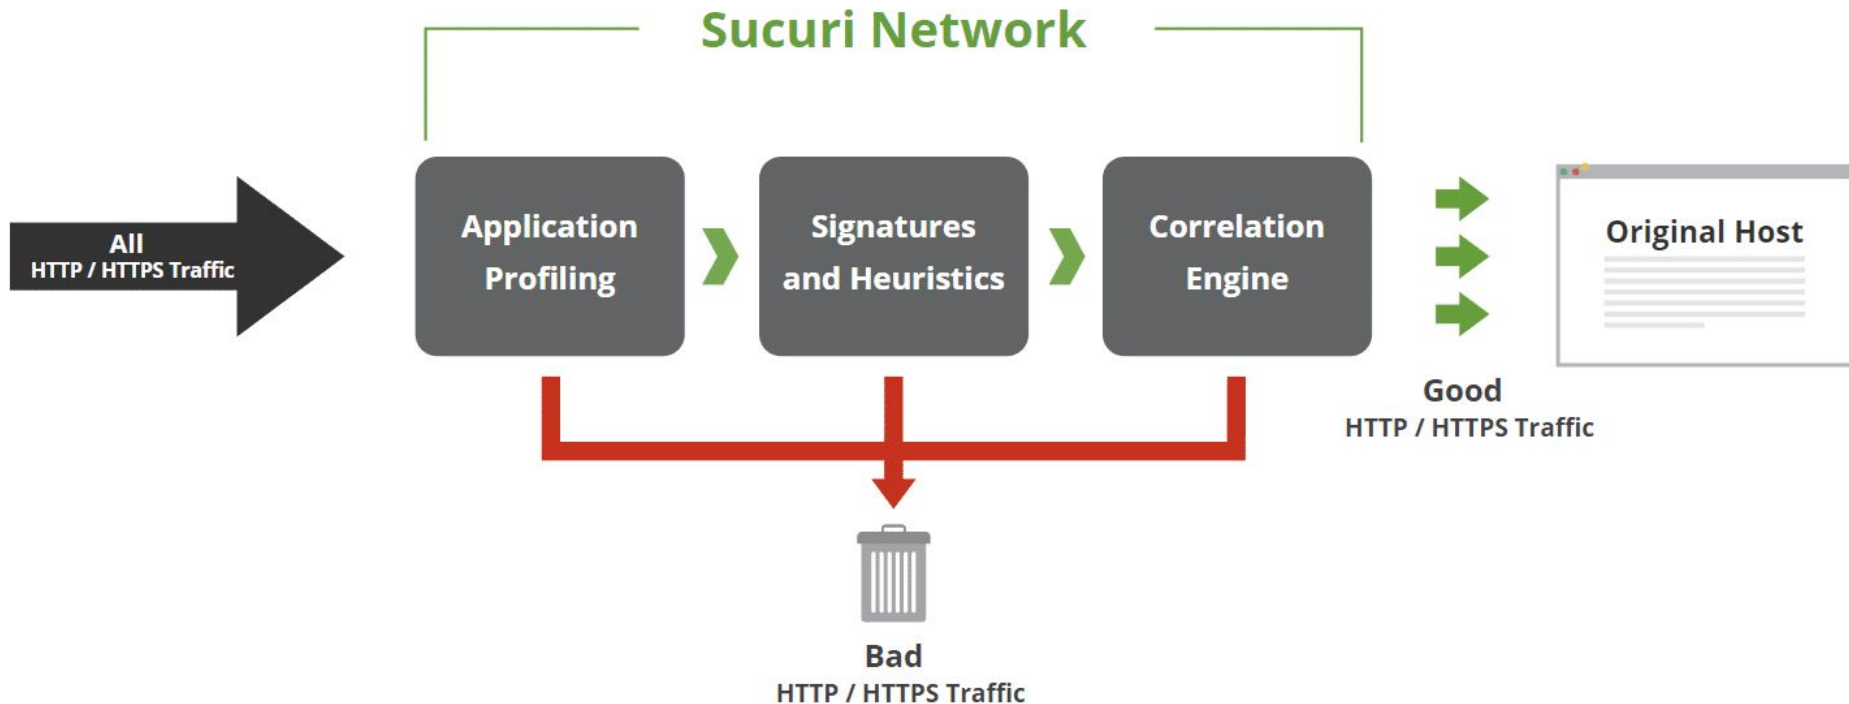 Sucuri Network
All
HTTP / HTTPS Traffic
Application
Profiling
Signatures
and Heuristics
Correlation
Engine
Original Host
Good
HTTP / HTTPS Traffic
Bad
HTTP / HTTPS Traffic